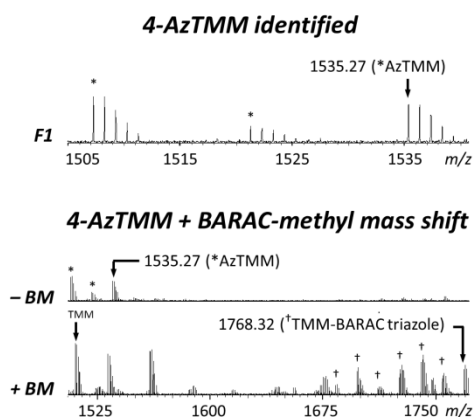 4-AzTMM identified
*
*
1535.27 (*AzTMM)
F1
1505 1515 1525 1535 m/z
4-AzTMM + BARAC-methyl mass shift
* *
1535.27 (*AzTMM)
– BM
TMM
1768.32 (†TMM-BARAC triazole)
† † † † † †
+ BM
1525 1600 1675 1750 m/z